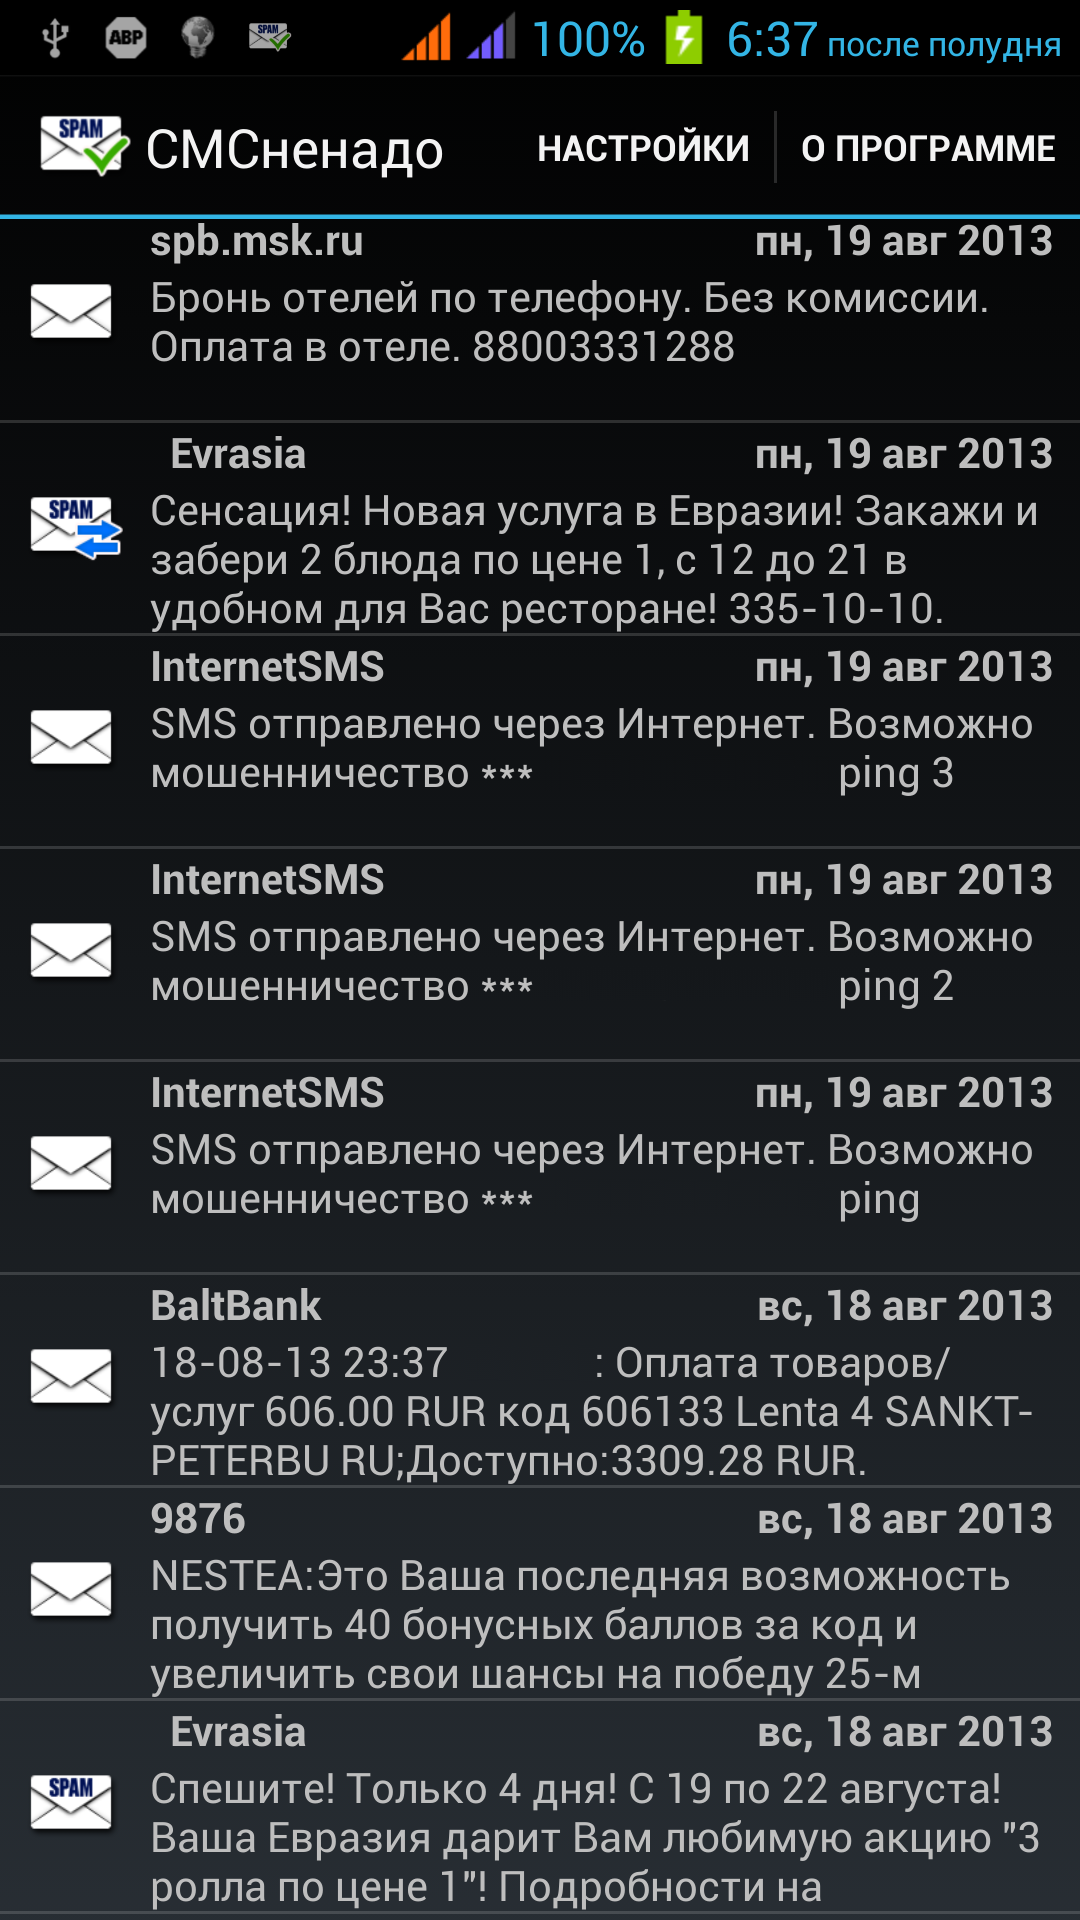 ABP
SPAM
100%
6:37 после полудня
SPAM
СМСненадо
НАСТРОЙКИ
О ПРОГРАММЕ
spb.msk.ru
пн, 19 авг 2013
Бронь отелей по телефону. Без комиссии.
Оплата в отеле. 88003331288
Evrasia
пн, 19 авг 2013
SPAM
Сенсация! Новая услуга в Евразии! Закажи и
забери 2 блюда по цене 1, с 12 до 21 в
удобном для Вас ресторане! 335-10-10.
InternetSMS
пн, 19 авг 2013
SMS отправлено через Интернет. Возможно
мошенничество *** ping 3
InternetSMS
пн, 19 авг 2013
SMS отправлено через Интернет. Возможно
мошенничество *** ping 2
InternetSMS
пн, 19 авг 2013
SMS отправлено через Интернет. Возможно
мошенничество *** ping
BaltBank
вс, 18 авг 2013
18-08-13 23:37 : Оплата товаров/
услуг 606.00 RUR код 606133 Lenta 4 SANKT-
PETERBU RU;Доступно:3309.28 RUR.
9876
вс, 18 авг 2013
NESTEA:Это Ваша последняя возможность
получить 40 бонусных баллов за код и
увеличить свои шансы на победу 25-м
Evrasia
вс, 18 авг 2013
SPAM
Спешите! Только 4 дня! С 19 по 22 августа!
Ваша Евразия дарит Вам любимую акцию "3
ролла по цене 1"! Подробности на